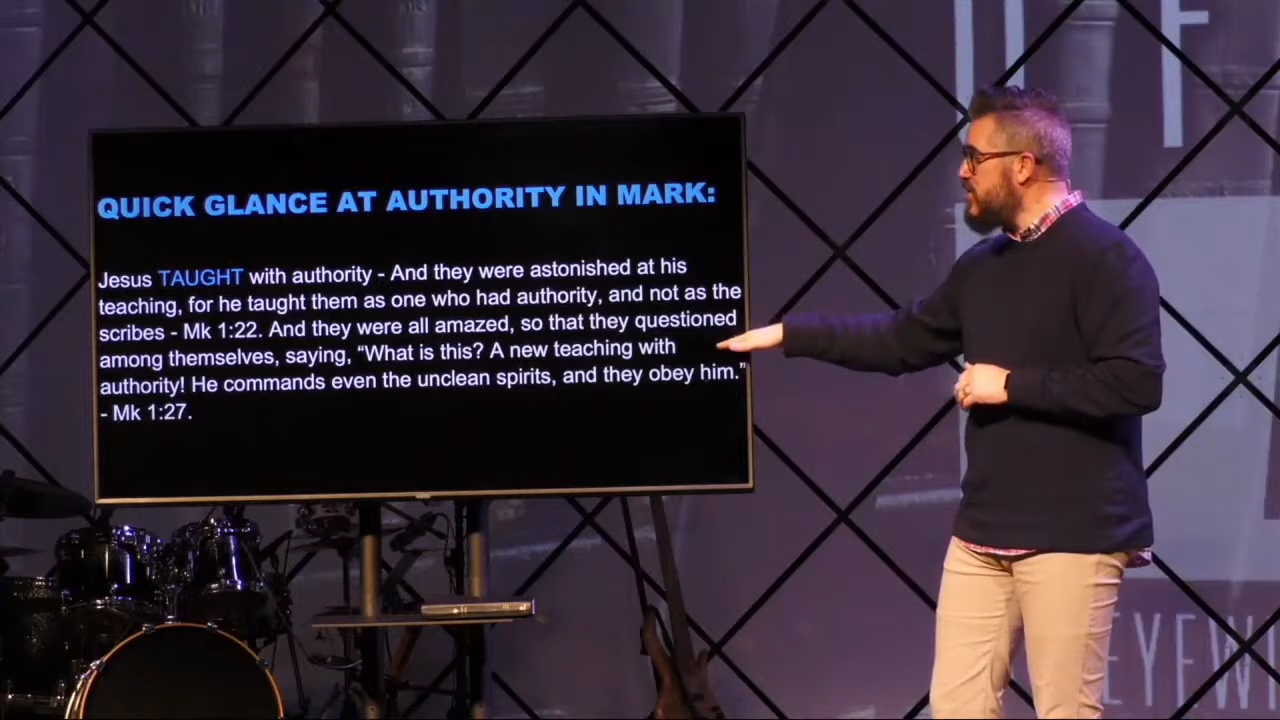 QUICK GLANCE AT AUTHORITY IN MARK:
Jesus TAUGHT with authority - And they were astonished at his
teaching, for he taught them as one who had authority, and not as the
scribes - Mk 1:22. And they were all amazed, so that they questioned
among themselves, saying, “What is this? A new teaching with
authority! He commands even the unclean spirits, and they obey him.”
- Mk 1:27.